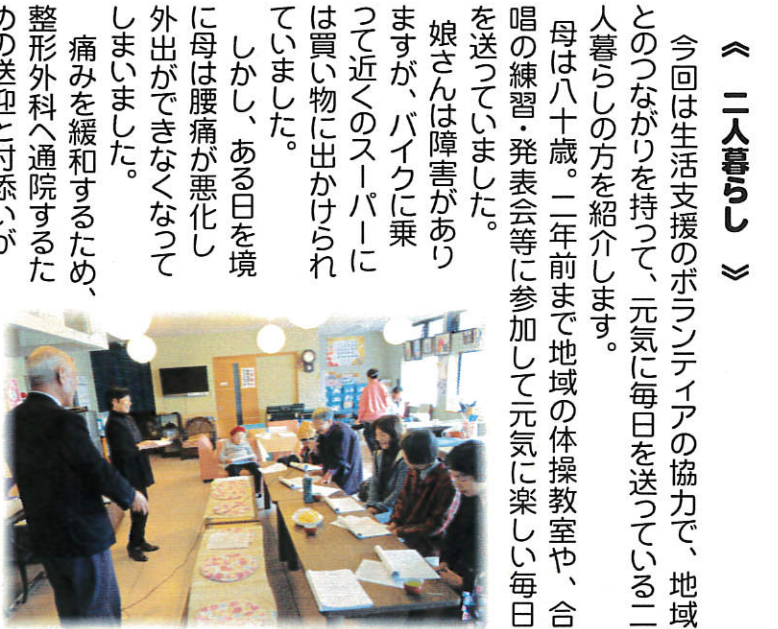 《 二人暮らし 》
今回は生活支援のボランティアの協力で、地域
とのつながりを持って、元気に毎日を送っている二
人暮らしの方を紹介します。
母は八十歳。二年前まで地域の体操教室や、合
唱の練習・発表会等に参加して元気に楽しい毎日
を送っていました。
娘さんは障害があり
ますが、バイクに乗
って近くのスーパーに
は買い物に出かけられ
ていました。
しかし、ある日を境
に母は腰痛が悪化し
外出ができなくなって
しまいました。
痛みを緩和するため、
整形外科へ通院するた
めの送迎と付添いが